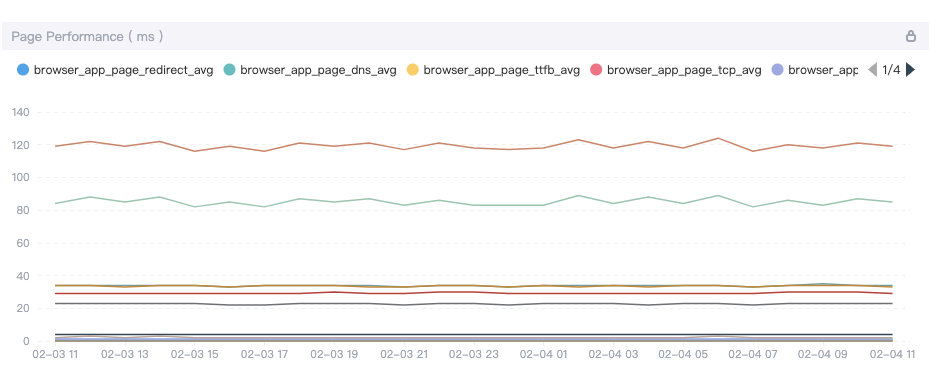 Page Performance ( ms )
browser_app_page_redirect_avg browser_app_page_dns_avg browser_app_page_ttfb_avg browser_app_page_tcp_avg browser_app 1/4
140
120
100
80
60
40
20
0
02-03 11 02-03 13 02-03 15 02-03 17 02-03 19 02-03 21 02-03 23 02-04 01 02-04 03 02-04 05 02-04 07 02-04 09 02-04 11